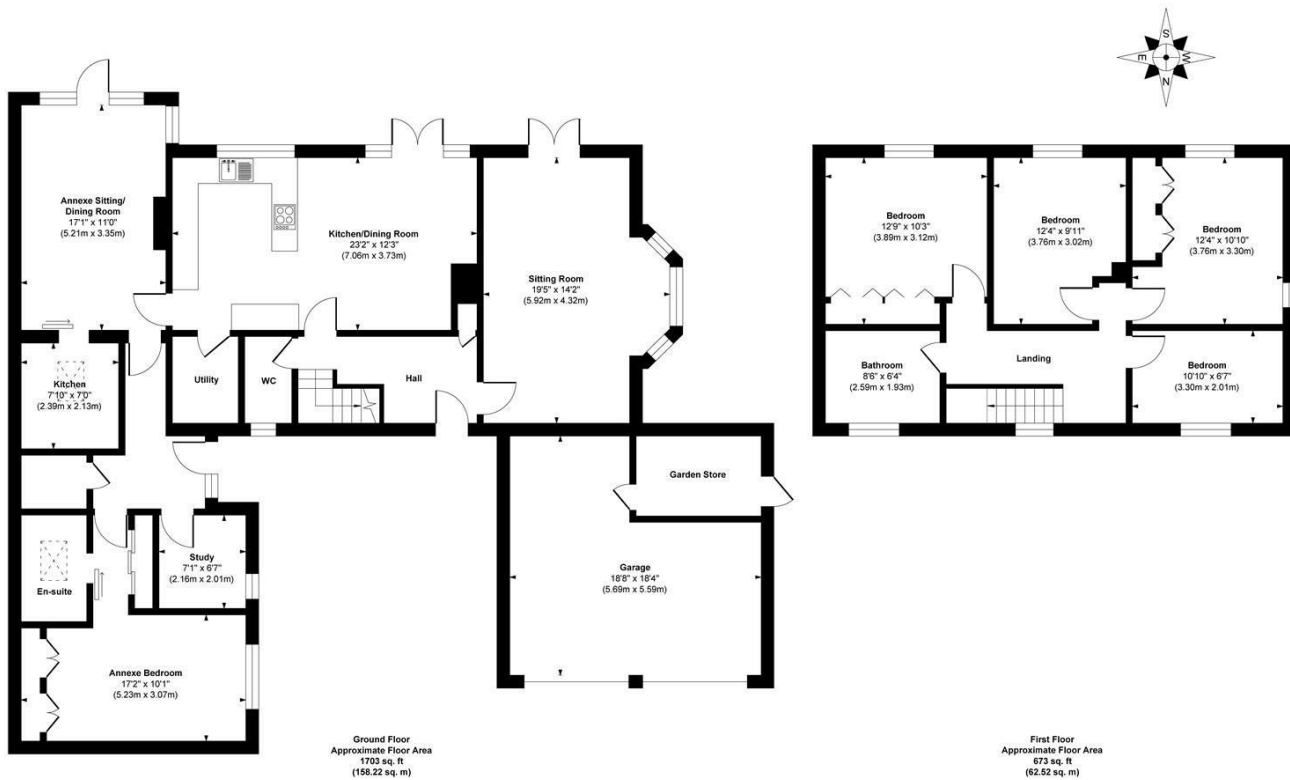 S
E
W
N
Annexe Sitting/
Dining Room
17'1" x 11'0"
(5.21m x 3.35m)
Kitchen/Dining Room
23'2" x 12'3"
(7.06m x 3.73m)
Sitting Room
19'5" x 14'2"
(5.92m x 4.32m)
Kitchen
7'10" x 7'0"
(2.39m x 2.13m)
Utility
WC
Hall
Garden Store
Study
7'1" x 6'7"
(2.16m x 2.01m)
En-suite
Garage
18'8" x 18'4"
(5.69m x 5.59m)
Annexe Bedroom
17'2" x 10'1"
(5.23m x 3.07m)
Ground Floor
Approximate Floor Area
1703 sq. ft
(158.22 sq. m)
Bedroom
12'9" x 10'3"
(3.89m x 3.12m)
Bedroom
12'4" x 9'11"
(3.76m x 3.02m)
Bedroom
12'4" x 10'10"
(3.76m x 3.30m)
Bathroom
8'6" x 6'4"
(2.59m x 1.93m)
Landing
Bedroom
10'10" x 6'7"
(3.30m x 2.01m)
First Floor
Approximate Floor Area
673 sq. ft
(62.52 sq. m)